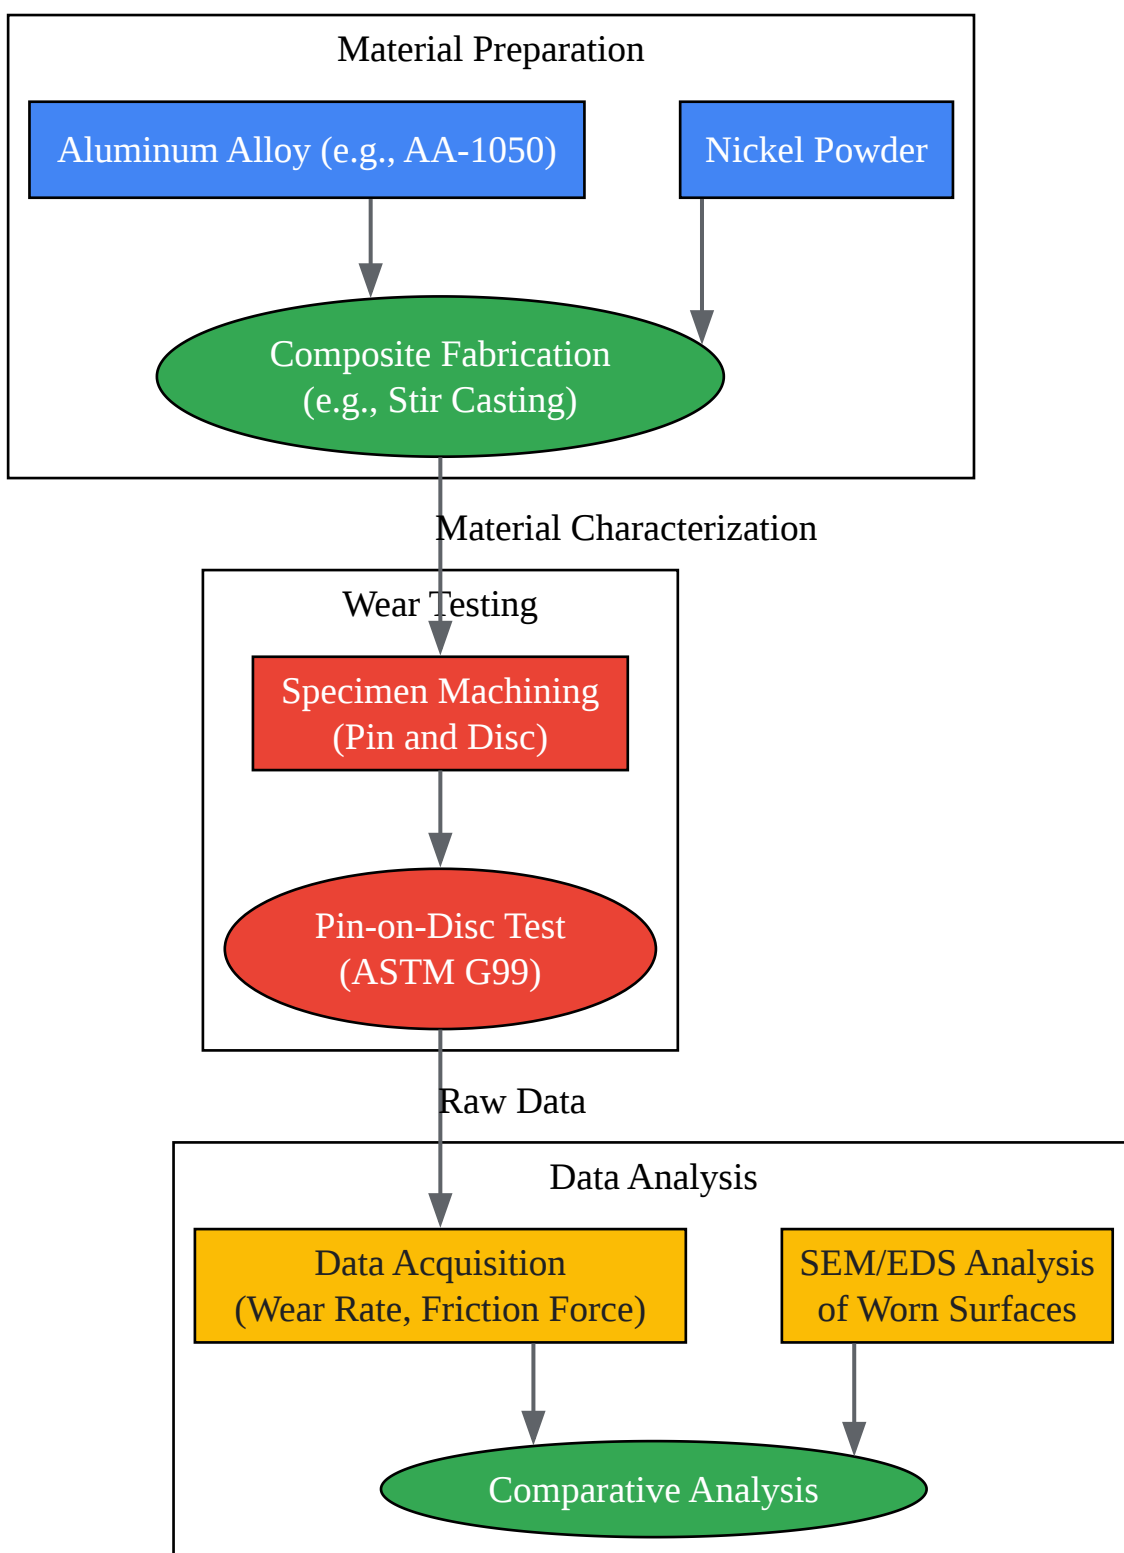 Material Preparation
Aluminum Alloy (e.g., AA-1050)
Nickel Powder
Composite Fabrication
(e.g., Stir Casting)
Material Characterization
Wear Testing
Specimen Machining
(Pin and Disc)
Pin-on-Disc Test
(ASTM G99)
Raw Data
Data Analysis
Data Acquisition
(Wear Rate, Friction Force)
SEM/EDS Analysis
of Worn Surfaces
Comparative Analysis